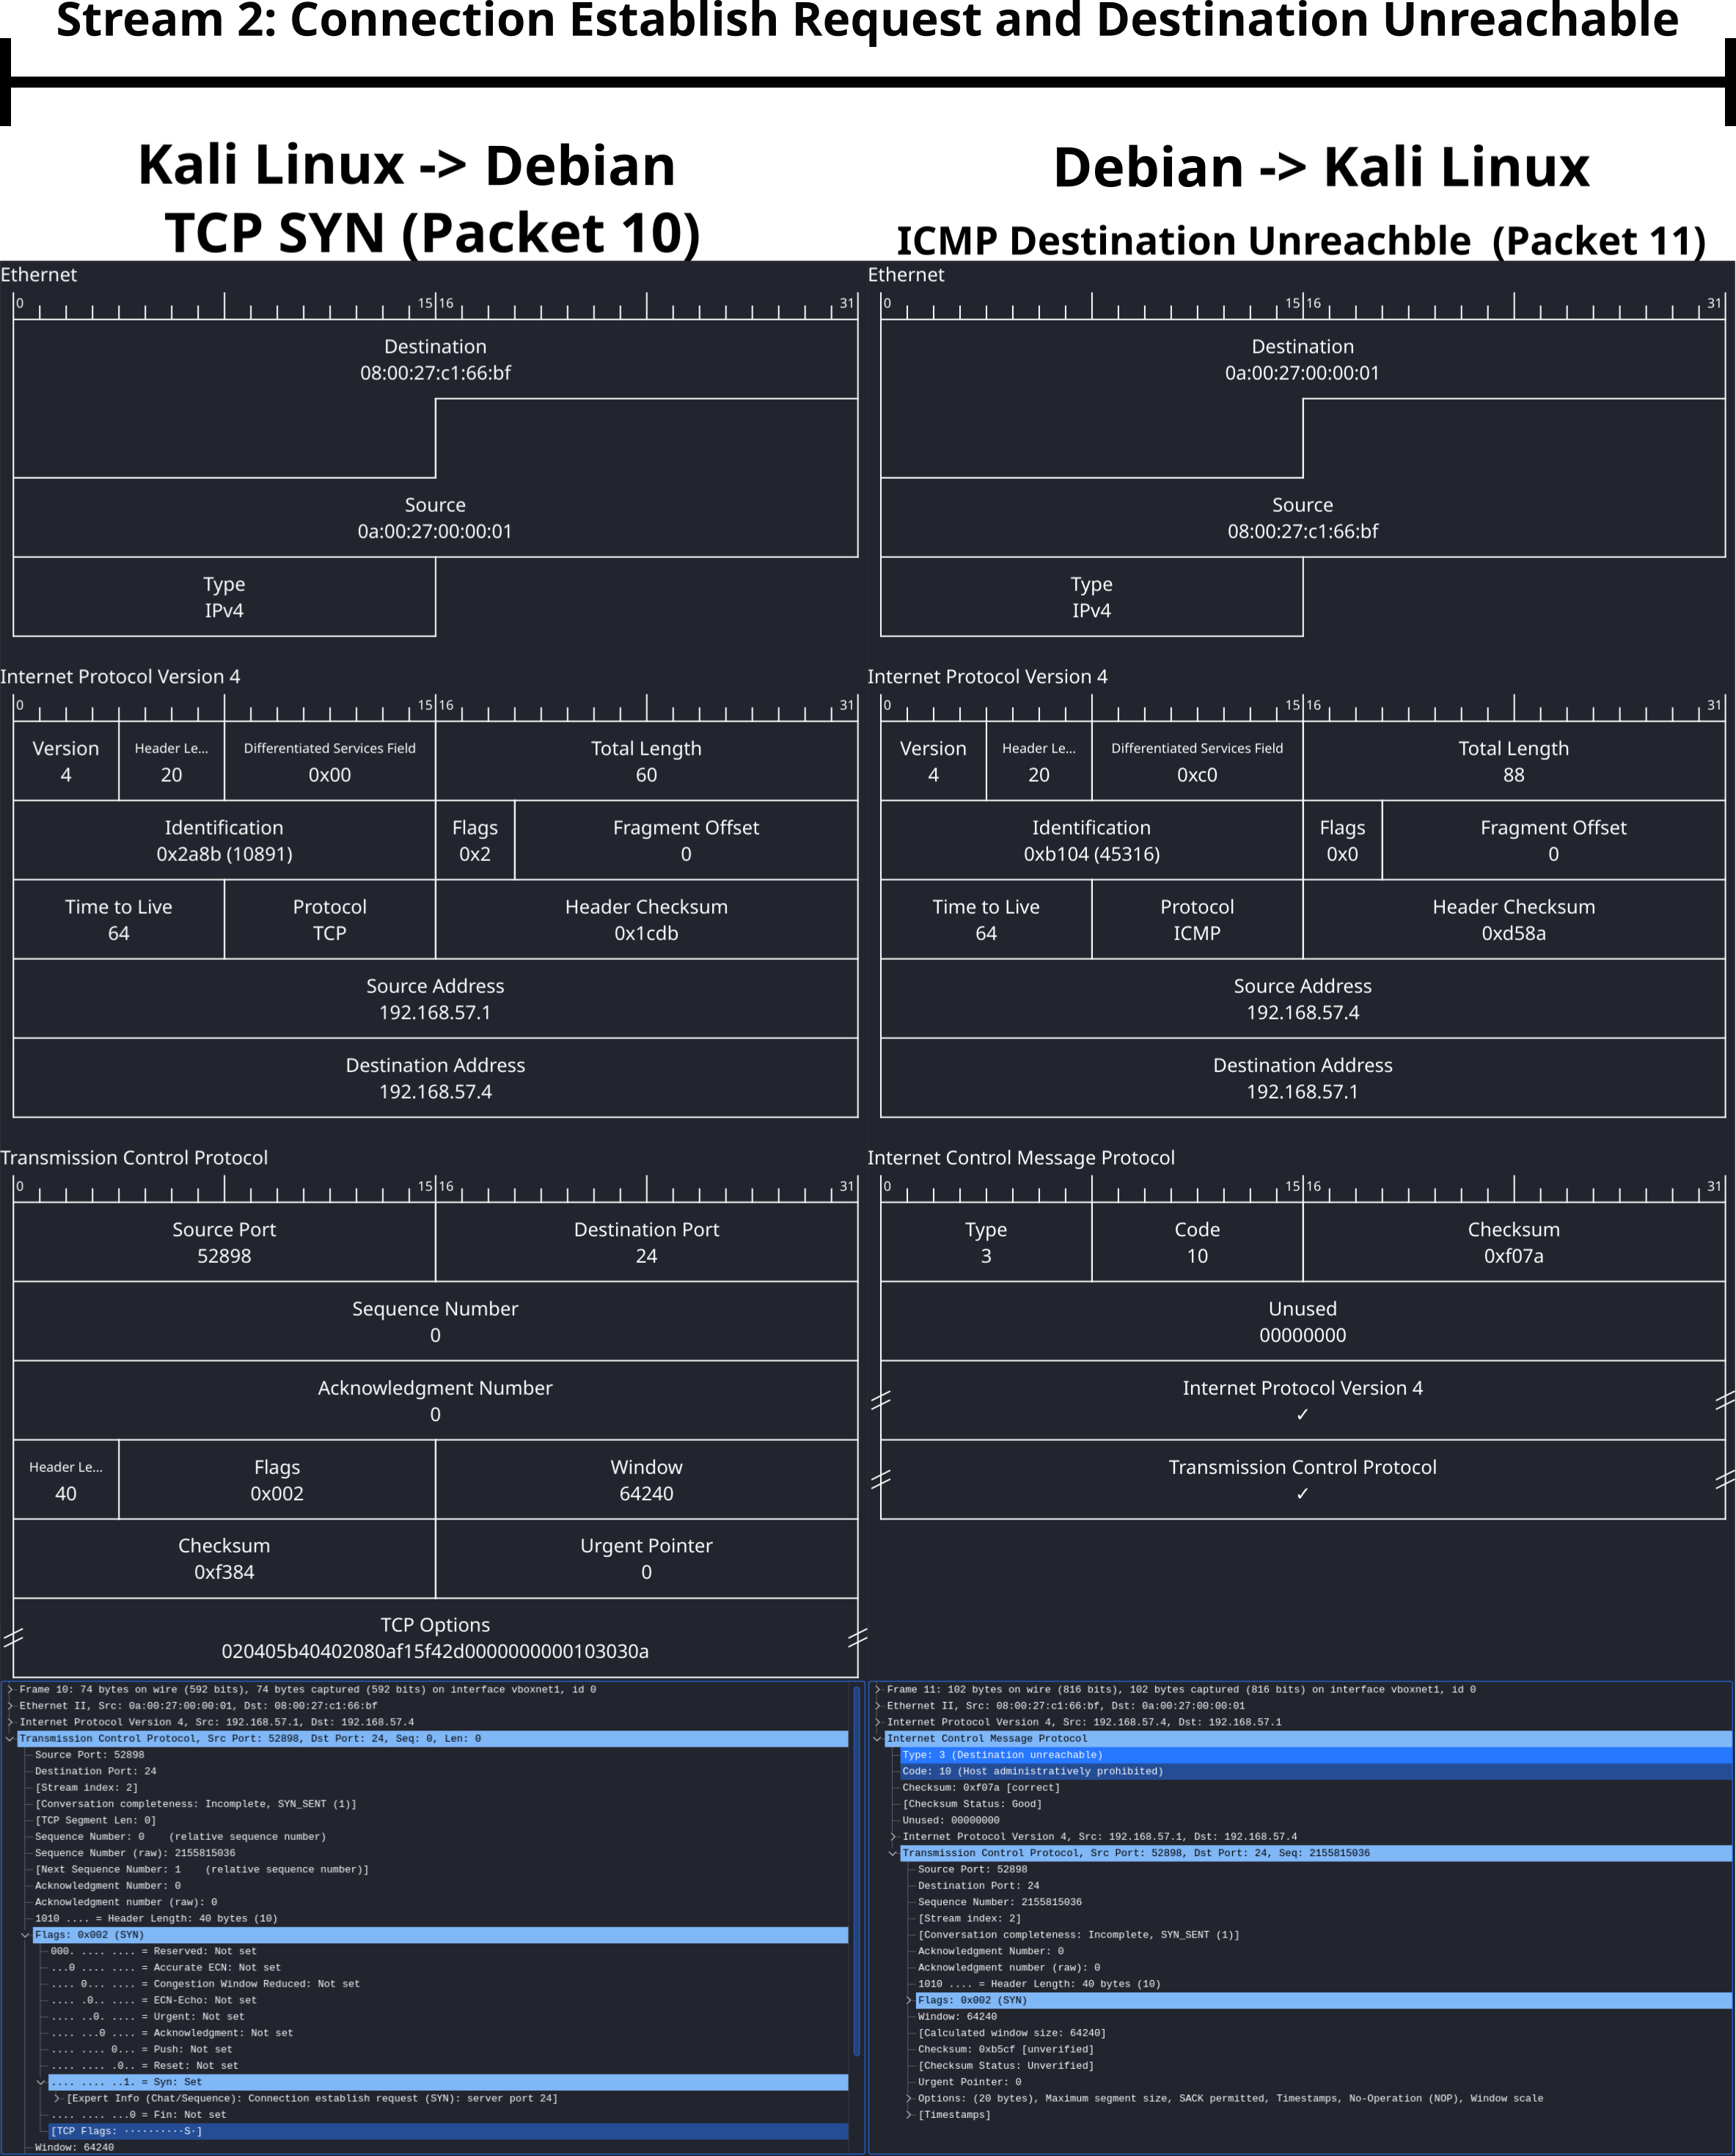 Stream 2: Connection Establish Request and Destination Unreachable
Kali Linux -> Debian
TCP SYN (Packet 10)
Ethernet
0 15 16 31
Destination
08:00:27:c1:66:bf
Source
0a:00:27:00:00:01
Type
IPv4
Internet Protocol Version 4
0 15 16 31
Version Header Le... Differentiated Services Field Total Length
4 20 0x00 60
Identification Flags Fragment Offset
0x2a8b (10891) 0x2 0
Time to Live Protocol Header Checksum
64 TCP 0x1cdb
Source Address
192.168.57.1
Destination Address
192.168.57.4
Transmission Control Protocol
0 15 16 31
Source Port Destination Port
52898 24
Sequence Number
0
Acknowledgment Number
0
Header Le... Flags Window
40 0x002 64240
Checksum Urgent Pointer
0xf384 0
TCP Options
020405b40402080af15f42d0000000000103030a
Frame 10: 74 bytes on wire (592 bits), 74 bytes captured (592 bits) on interface vboxnet1, id 0
Ethernet II, Src: 0a:00:27:00:00:01, Dst: 08:00:27:c1:66:bf
Internet Protocol Version 4, Src: 192.168.57.1, Dst: 192.168.57.4
Transmission Control Protocol, Src Port: 52898, Dst Port: 24, Seq: 0, Len: 0
Source Port: 52898
Destination Port: 24
[Stream index: 2]
[Conversation completeness: Incomplete, SYN_SENT (1)]
[TCP Segment Len: 0]
Sequence Number: 0 (relative sequence number)
Sequence Number (raw): 2155815036
[Next Sequence Number: 1 (relative sequence number)]
Acknowledgment Number: 0
Acknowledgment number (raw): 0
1010 .... = Header Length: 40 bytes (10)
Flags: 0x002 (SYN)
000. .... .... = Reserved: Not set
...0 .... .... = Accurate ECN: Not set
.... 0... .... = Congestion Window Reduced: Not set
.... .0.. .... = ECN-Echo: Not set
.... ..0. .... = Urgent: Not set
.... ...0 .... = Acknowledgment: Not set
.... .... 0... = Push: Not set
.... .... .0.. = Reset: Not set
.... .... ..1. = Syn: Set
[Expert Info (Chat/Sequence): Connection establish request (SYN): server port 24]
.... .... ...0 = Fin: Not set
[TCP Flags: ··········S·]
Window: 64240
Debian -> Kali Linux
ICMP Destination Unreachble (Packet 11)
Ethernet
0 15 16 31
Destination
0a:00:27:00:00:01
Source
08:00:27:c1:66:bf
Type
IPv4
Internet Protocol Version 4
0 15 16 31
Version Header Le... Differentiated Services Field Total Length
4 20 0xc0 88
Identification Flags Fragment Offset
0xb104 (45316) 0x0 0
Time to Live Protocol Header Checksum
64 ICMP 0xd58a
Source Address
192.168.57.4
Destination Address
192.168.57.1
Internet Control Message Protocol
0 15 16 31
Type Code Checksum
3 10 0xf07a
Unused
00000000
Internet Protocol Version 4
✓
Transmission Control Protocol
✓
Frame 11: 102 bytes on wire (816 bits), 102 bytes captured (816 bits) on interface vboxnet1, id 0
Ethernet II, Src: 08:00:27:c1:66:bf, Dst: 0a:00:27:00:00:01
Internet Protocol Version 4, Src: 192.168.57.4, Dst: 192.168.57.1
Internet Control Message Protocol
Type: 3 (Destination unreachable)
Code: 10 (Host administratively prohibited)
Checksum: 0xf07a [correct]
[Checksum Status: Good]
Unused: 00000000
Internet Protocol Version 4, Src: 192.168.57.1, Dst: 192.168.57.4
Transmission Control Protocol, Src Port: 52898, Dst Port: 24, Seq: 2155815036
Source Port: 52898
Destination Port: 24
Sequence Number: 2155815036
[Stream index: 2]
[Conversation completeness: Incomplete, SYN_SENT (1)]
Acknowledgment Number: 0
Acknowledgment number (raw): 0
1010 .... = Header Length: 40 bytes (10)
Flags: 0x002 (SYN)
Window: 64240
[Calculated window size: 64240]
Checksum: 0xb5cf [unverified]
[Checksum Status: Unverified]
Urgent Pointer: 0
Options: (20 bytes), Maximum segment size, SACK permitted, Timestamps, No-Operation (NOP), Window scale
[Timestamps]